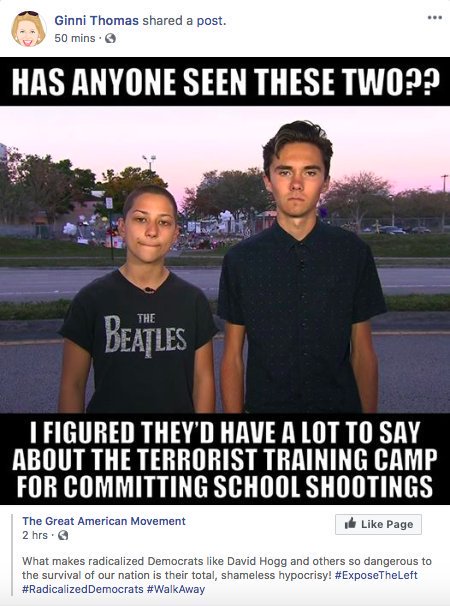 Ginni Thomas shared a post.
50 mins ·
HAS ANYONE SEEN THESE TWO??
THE
BEATLES
I FIGURED THEY'D HAVE A LOT TO SAY
ABOUT THE TERRORIST TRAINING CAMP
FOR COMMITTING SCHOOL SHOOTINGS
The Great American Movement
2 hrs ·
Like Page
What makes radicalized Democrats like David Hogg and others so dangerous to
the survival of our nation is their total, shameless hypocrisy! #ExposeTheLeft
#RadicalizedDemocrats #WalkAway